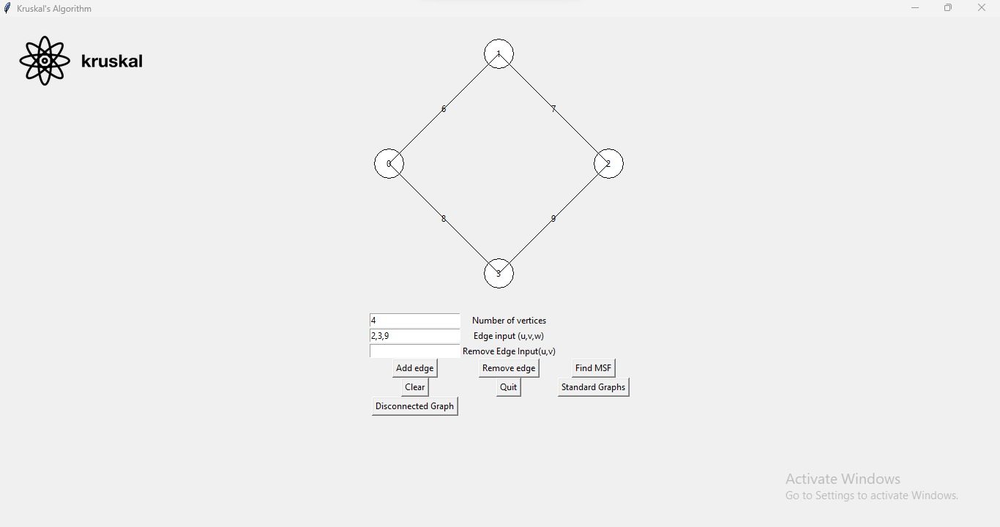 Kruskal's Algorithm
kruskal
1
6
7
0
2
8
9
3
4
Number of vertices
2,3,9
Edge input (u,v,w)
Remove Edge Input(u,v)
Add edge
Remove edge
Find MSF
Clear
Quit
Standard Graphs
Disconnected Graph
Activate Windows
Go to Settings to activate Windows.